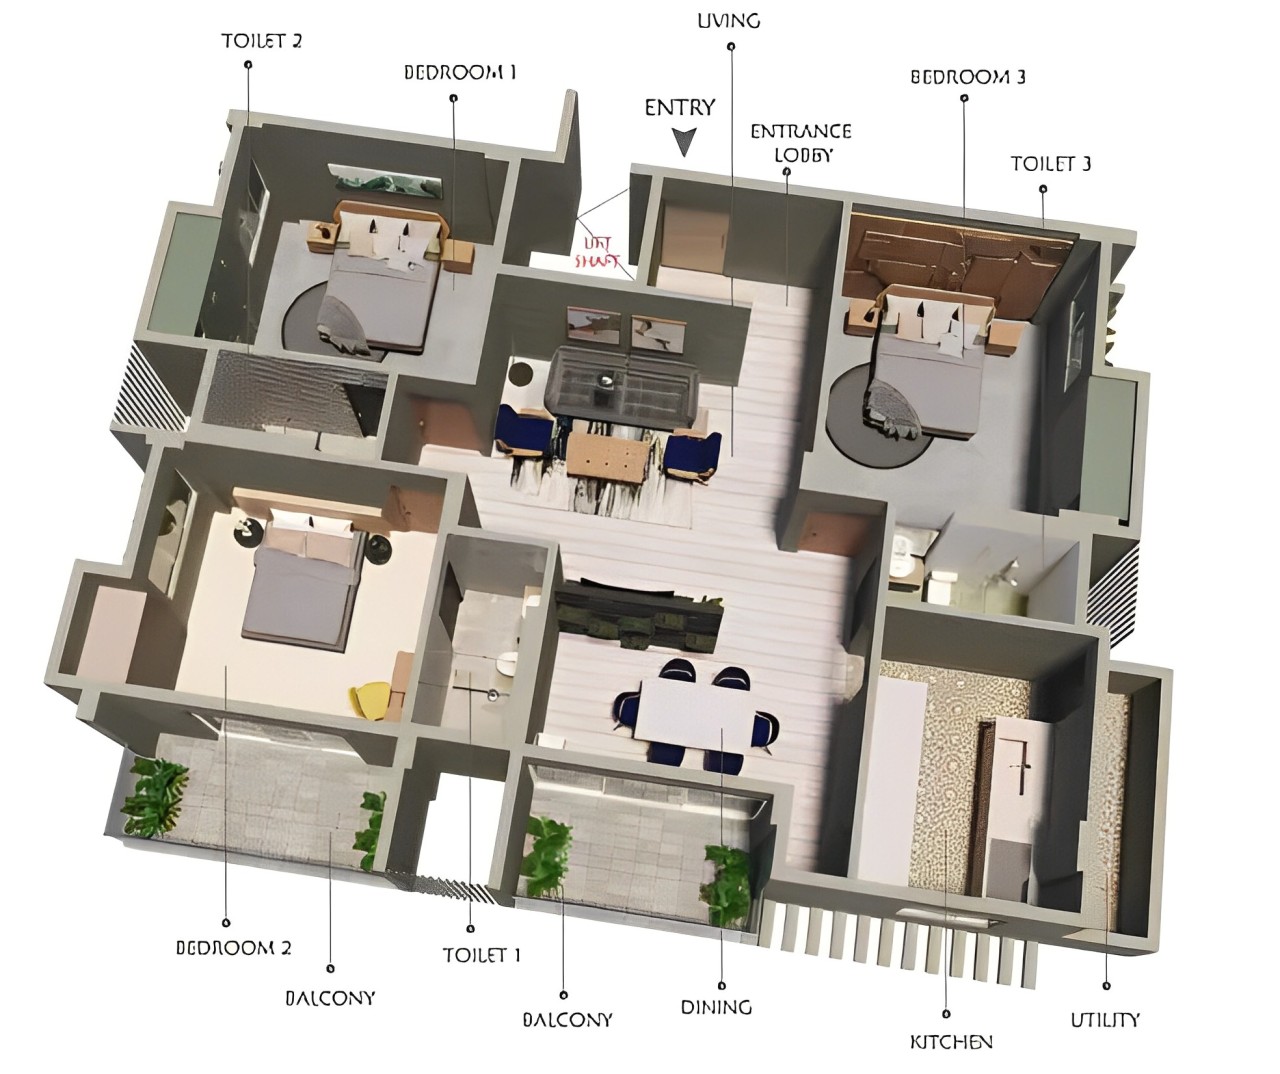 LIVING
TOILET 2
BEDROOM 1
BEDROOM 3
ENTRY
ENTRANCE
LOBBY
TOILET 3
LIFT
SHAFT
BEDROOM 2
TOILET 1
BALCONY
BALCONY
DINING
KITCHEN
UTILITY